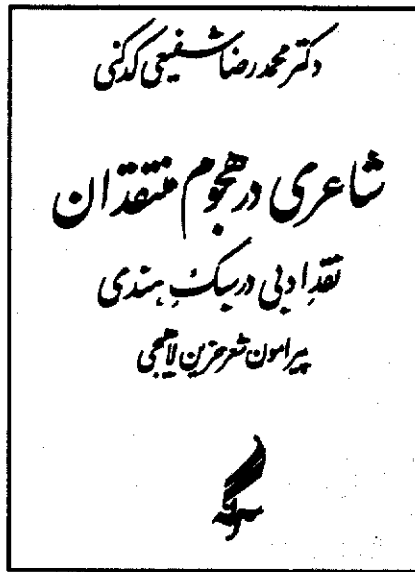 دکتر محمدرضا شفیعی کدکنی
شاعری در هجوم منتقدان
نقد ادبی در سبک هندی
پیرامون شعر حزین لاهیجی